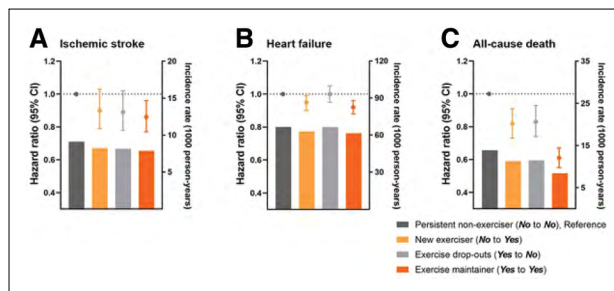 A Ischemic stroke
B Heart failure
C All-cause death
Hazard ratio (95% CI)
1.2
1.0
0.8
0.6
0.4
20
15
10
5
Incidence rate (1000 person-years)
Hazard ratio (95% CI)
1.2
1.0
0.8
0.6
0.4
120
90
60
30
Incidence rate (1000 person-years)
Hazard ratio (95% CI)
1.2
1.0
0.8
0.6
0.4
35
25
15
5
Incidence rate (1000 person-years)
Persistent non-exerciser (No to No), Reference
New exerciser (No to Yes)
Exercise drop-outs (Yes to No)
Exercise maintainer (Yes to Yes)